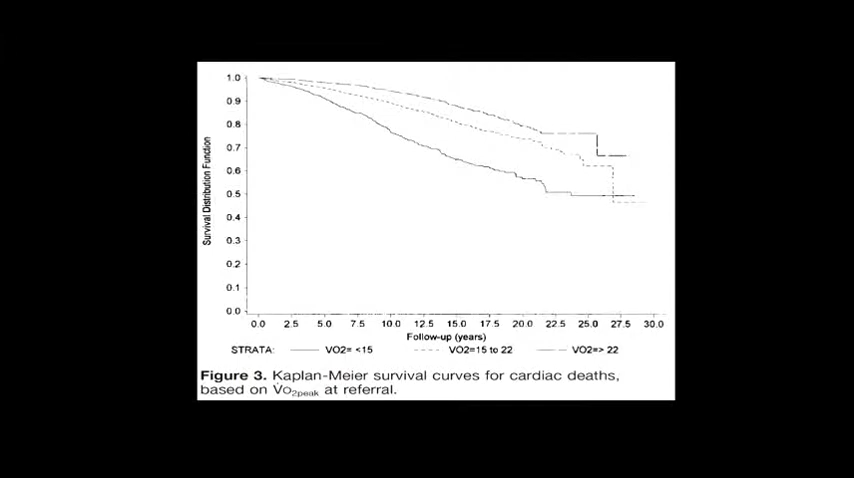 1.0
0.9
0.8
0.7
0.6
0.5
0.4
0.3
0.2
0.1
0.0
Survival Distribution Function
0.0 2.5 5.0 7.5 10.0 12.5 15.0 17.5 20.0 22.5 25.0 27.5 30.0
Follow-up (years)
STRATA: VO2= <15 VO2=15 to 22 VO2=> 22
Figure 3. Kaplan-Meier survival curves for cardiac deaths,
based on V̇O2peak at referral.